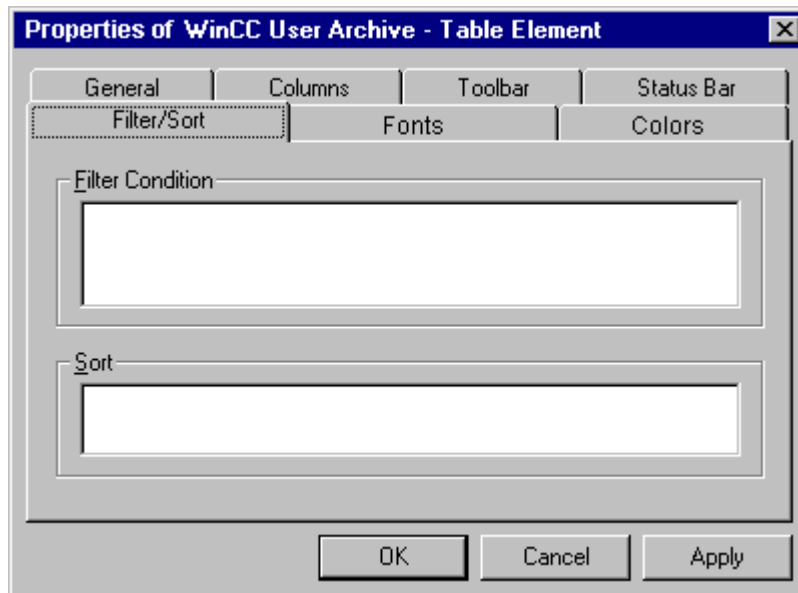 Properties of WinCC User Archive - Table Element
General Columns Toolbar Status Bar
Filter/Sort Fonts Colors
Filter Condition
Sort
OK Cancel Apply